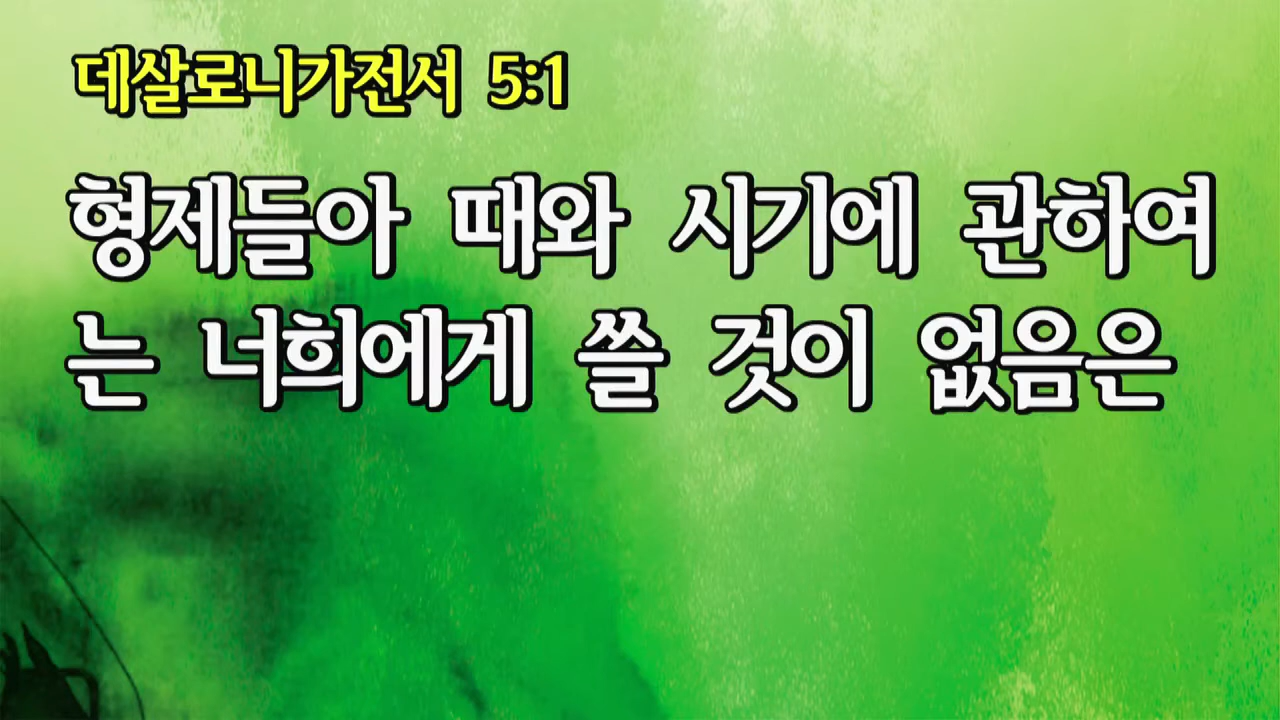 데살로니가전서 5:1
형제들아 때와 시기에 관하여
는 너희에게 쓸 것이 없음은